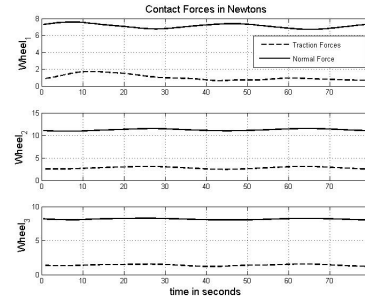 Contact Forces in Newtons
8
6
4
2
0
Wheel1
Traction Forces
Normal Force
0 10 20 30 40 50 60 70
15
10
5
0
Wheel2
0 10 20 30 40 50 60 70
10
5
0
Wheel3
0 10 20 30 40 50 60 70
time in seconds